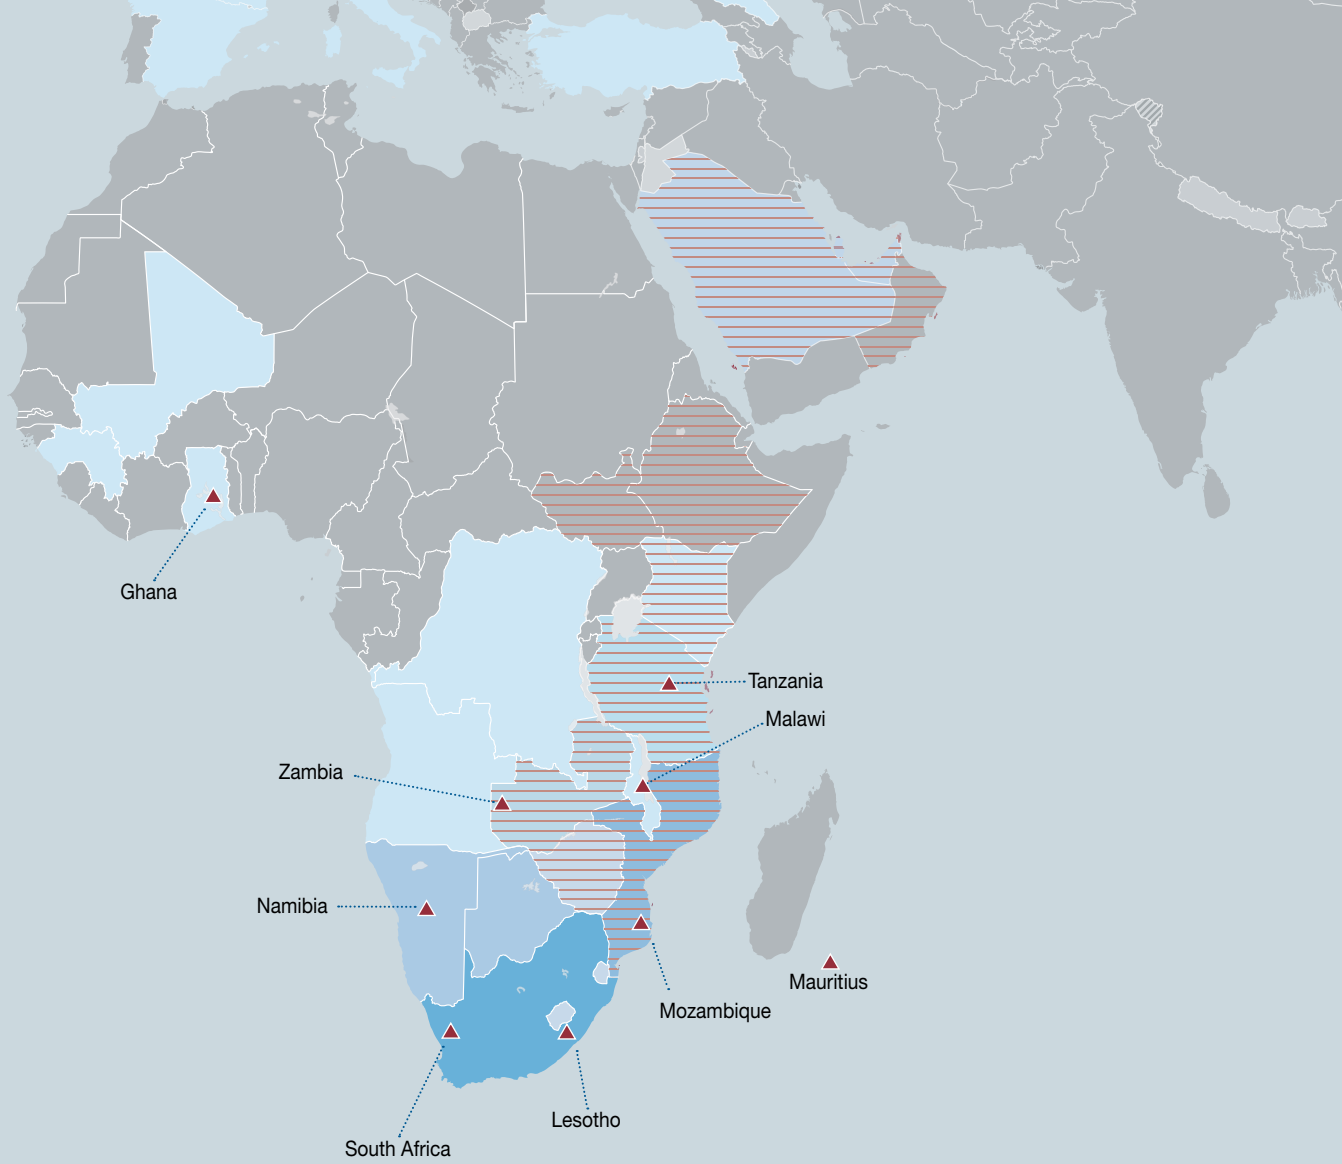 Ghana
Tanzania
Malawi
Zambia
Namibia
Mauritius
Mozambique
Lesotho
South Africa